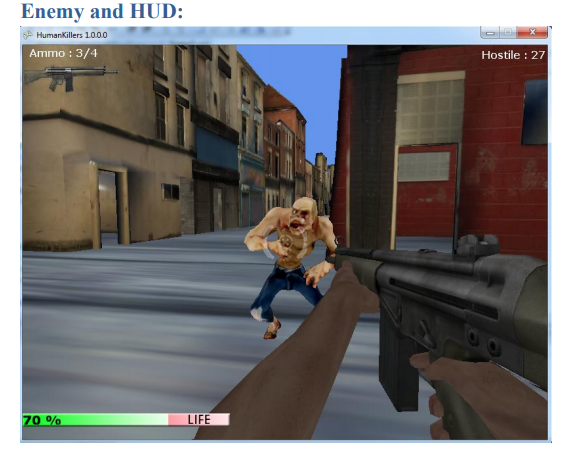 Enemy and HUD:
HumanKillers 1.0.0.0
Ammo : 3/4
Hostile : 27
70 %
LIFE